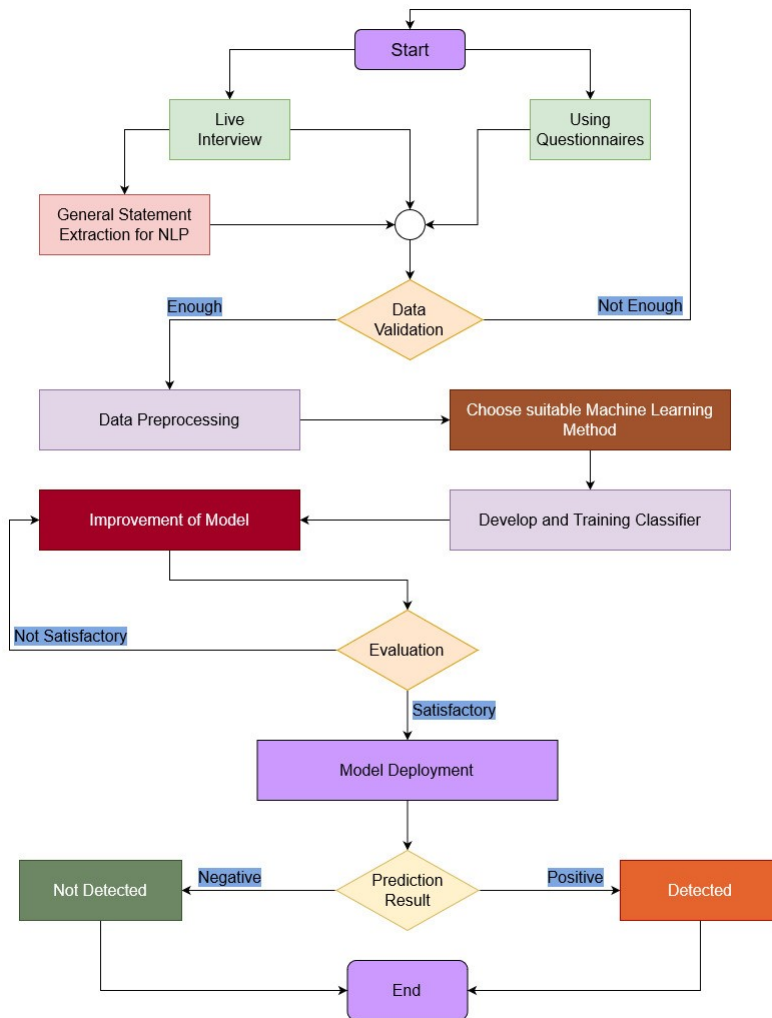 Start
Live
Interview
Using
Questionnaires
General Statement
Extraction for NLP
Enough
Data
Validation
Not Enough
Data Preprocessing
Choose suitable Machine Learning
Method
Improvement of Model
Develop and Training Classifier
Not Satisfactory
Evaluation
Satisfactory
Model Deployment
Not Detected
Negative
Prediction
Result
Positive
Detected
End